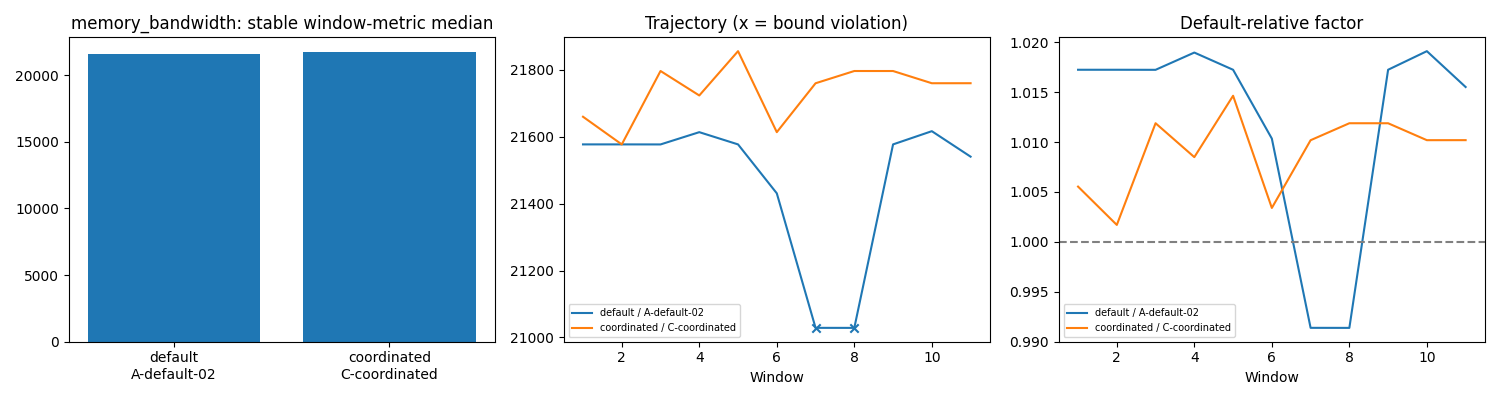 memory_bandwidth: stable window-metric median
20000
15000
10000
5000
0
default
A-default-02
coordinated
C-coordinated
Trajectory (x = bound violation)
21800
21600
21400
21200
21000
default / A-default-02
coordinated / C-coordinated
2
4
6
8
10
Window
Default-relative factor
1.020
1.015
1.010
1.005
1.000
0.995
0.990
default / A-default-02
coordinated / C-coordinated
2
4
6
8
10
Window